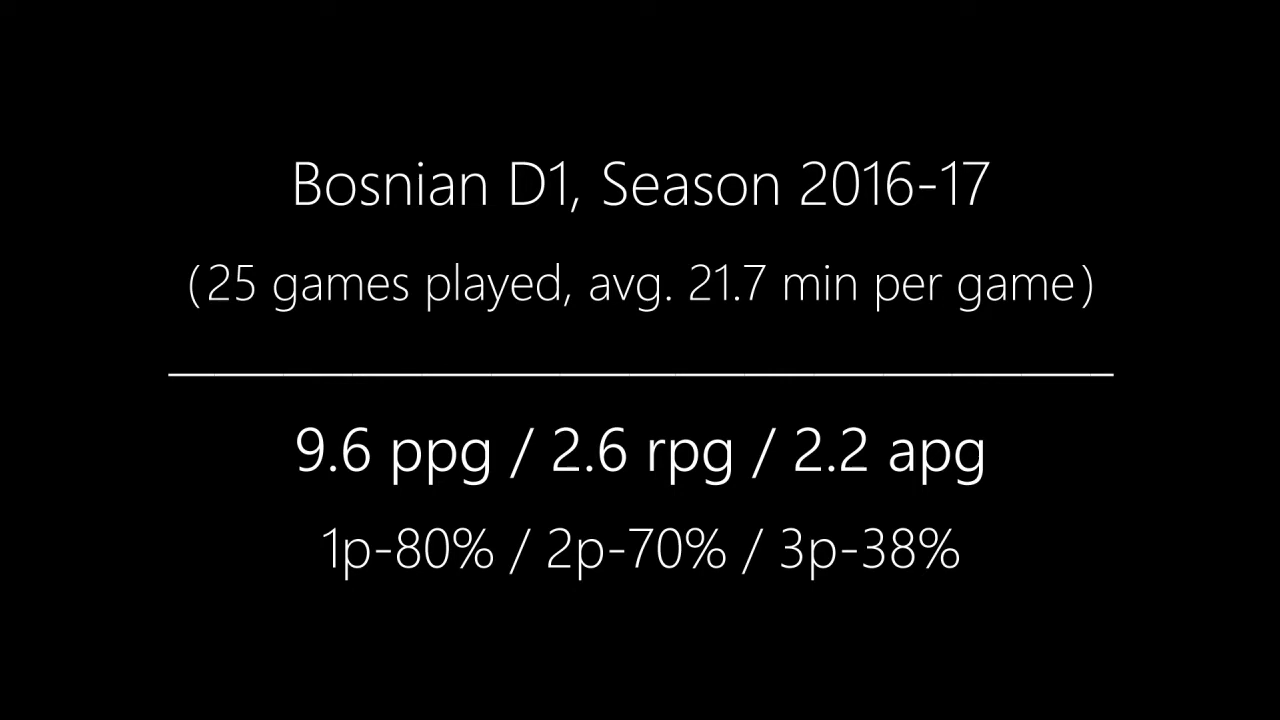 Bosnian D1, Season 2016-17
(25 games played, avg. 21.7 min per game)
9.6 ppg / 2.6 rpg / 2.2 apg
1p-80% / 2p-70% / 3p-38%